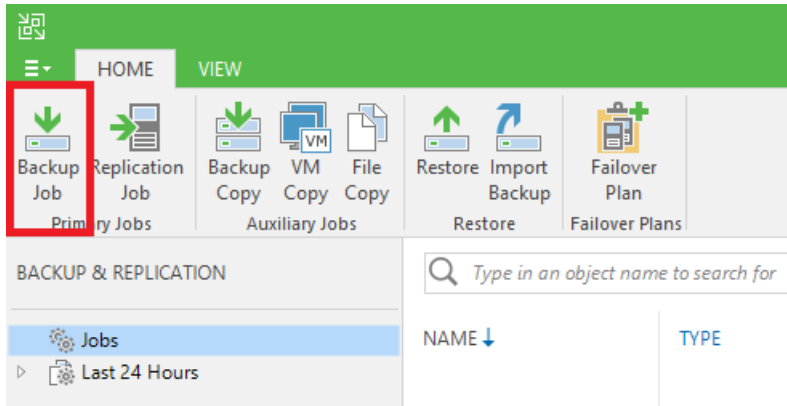 HOME VIEW
VM
Backup Replication Backup VM File Restore Import Failover
Job Job Copy Copy Copy Backup Plan
Primary Jobs Auxiliary Jobs Restore Failover Plans
BACKUP & REPLICATION
Type in an object name to search for
Jobs
NAME TYPE
Last 24 Hours